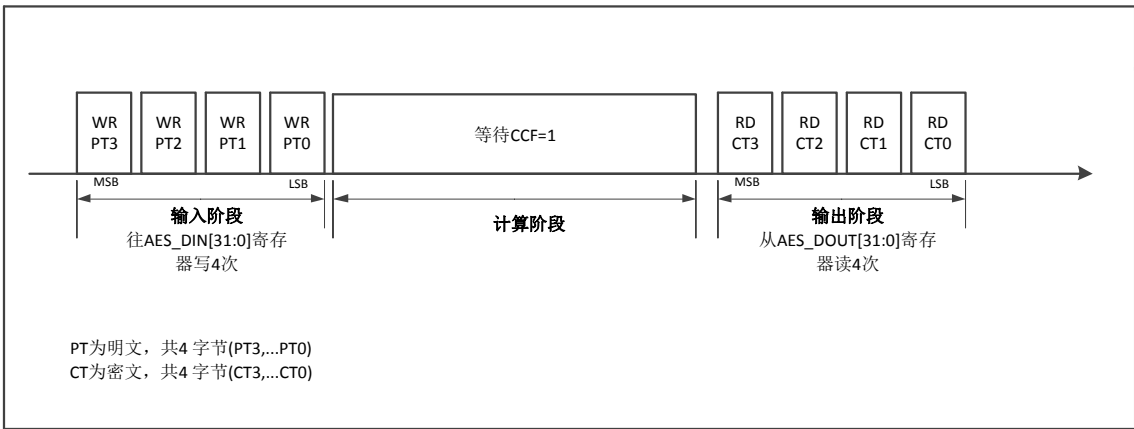 WR
PT3
WR
PT2
WR
PT1
WR
PT0
等待CCF=1
RD
CT3
RD
CT2
RD
CT1
RD
CT0
MSB
LSB
MSB
LSB
输入阶段
往AES_DIN[31:0]寄存
器写4次
计算阶段
输出阶段
从AES_DOUT[31:0]寄存
器读4次
PT为明文，共4 字节(PT3,...PT0)
CT为密文，共4 字节(CT3,...CT0)